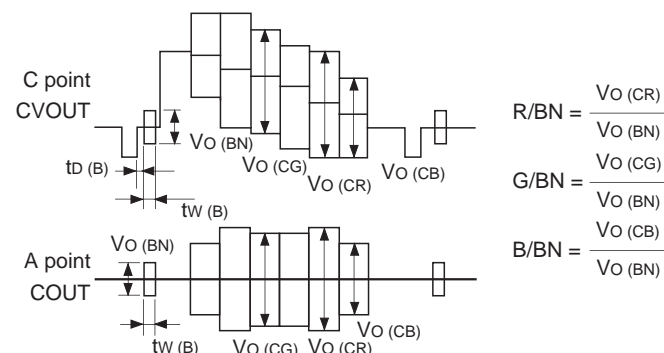 C point
CVOUT
VO (BN)
VO (CG)
VO (CR)
VO (CB)
tD (B)
tW (B)
R/BN = VO (CR) / VO (BN)
G/BN = VO (CG) / VO (BN)
B/BN = VO (CB) / VO (BN)
A point
COUT
VO (BN)
tW (B)
VO (CG)
VO (CR)
VO (CB)